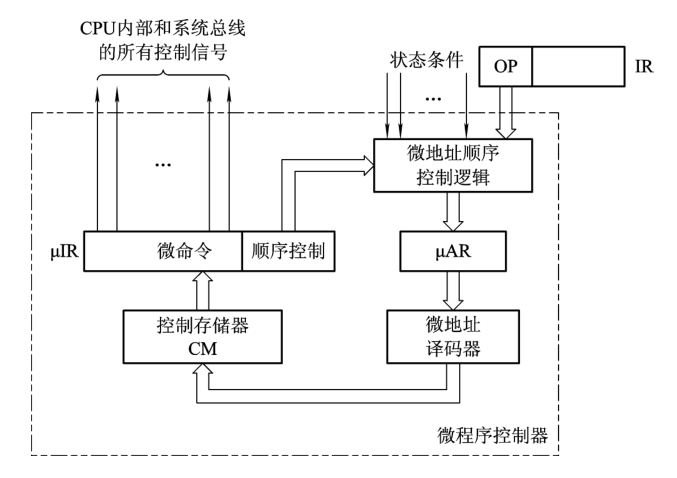 CPU内部和系统总线
的所有控制信号
状态条件
OP
IR
...
...
微地址顺序
控制逻辑
μIR
微命令
顺序控制
μAR
控制存储器
CM
微地址
译码器
微程序控制器